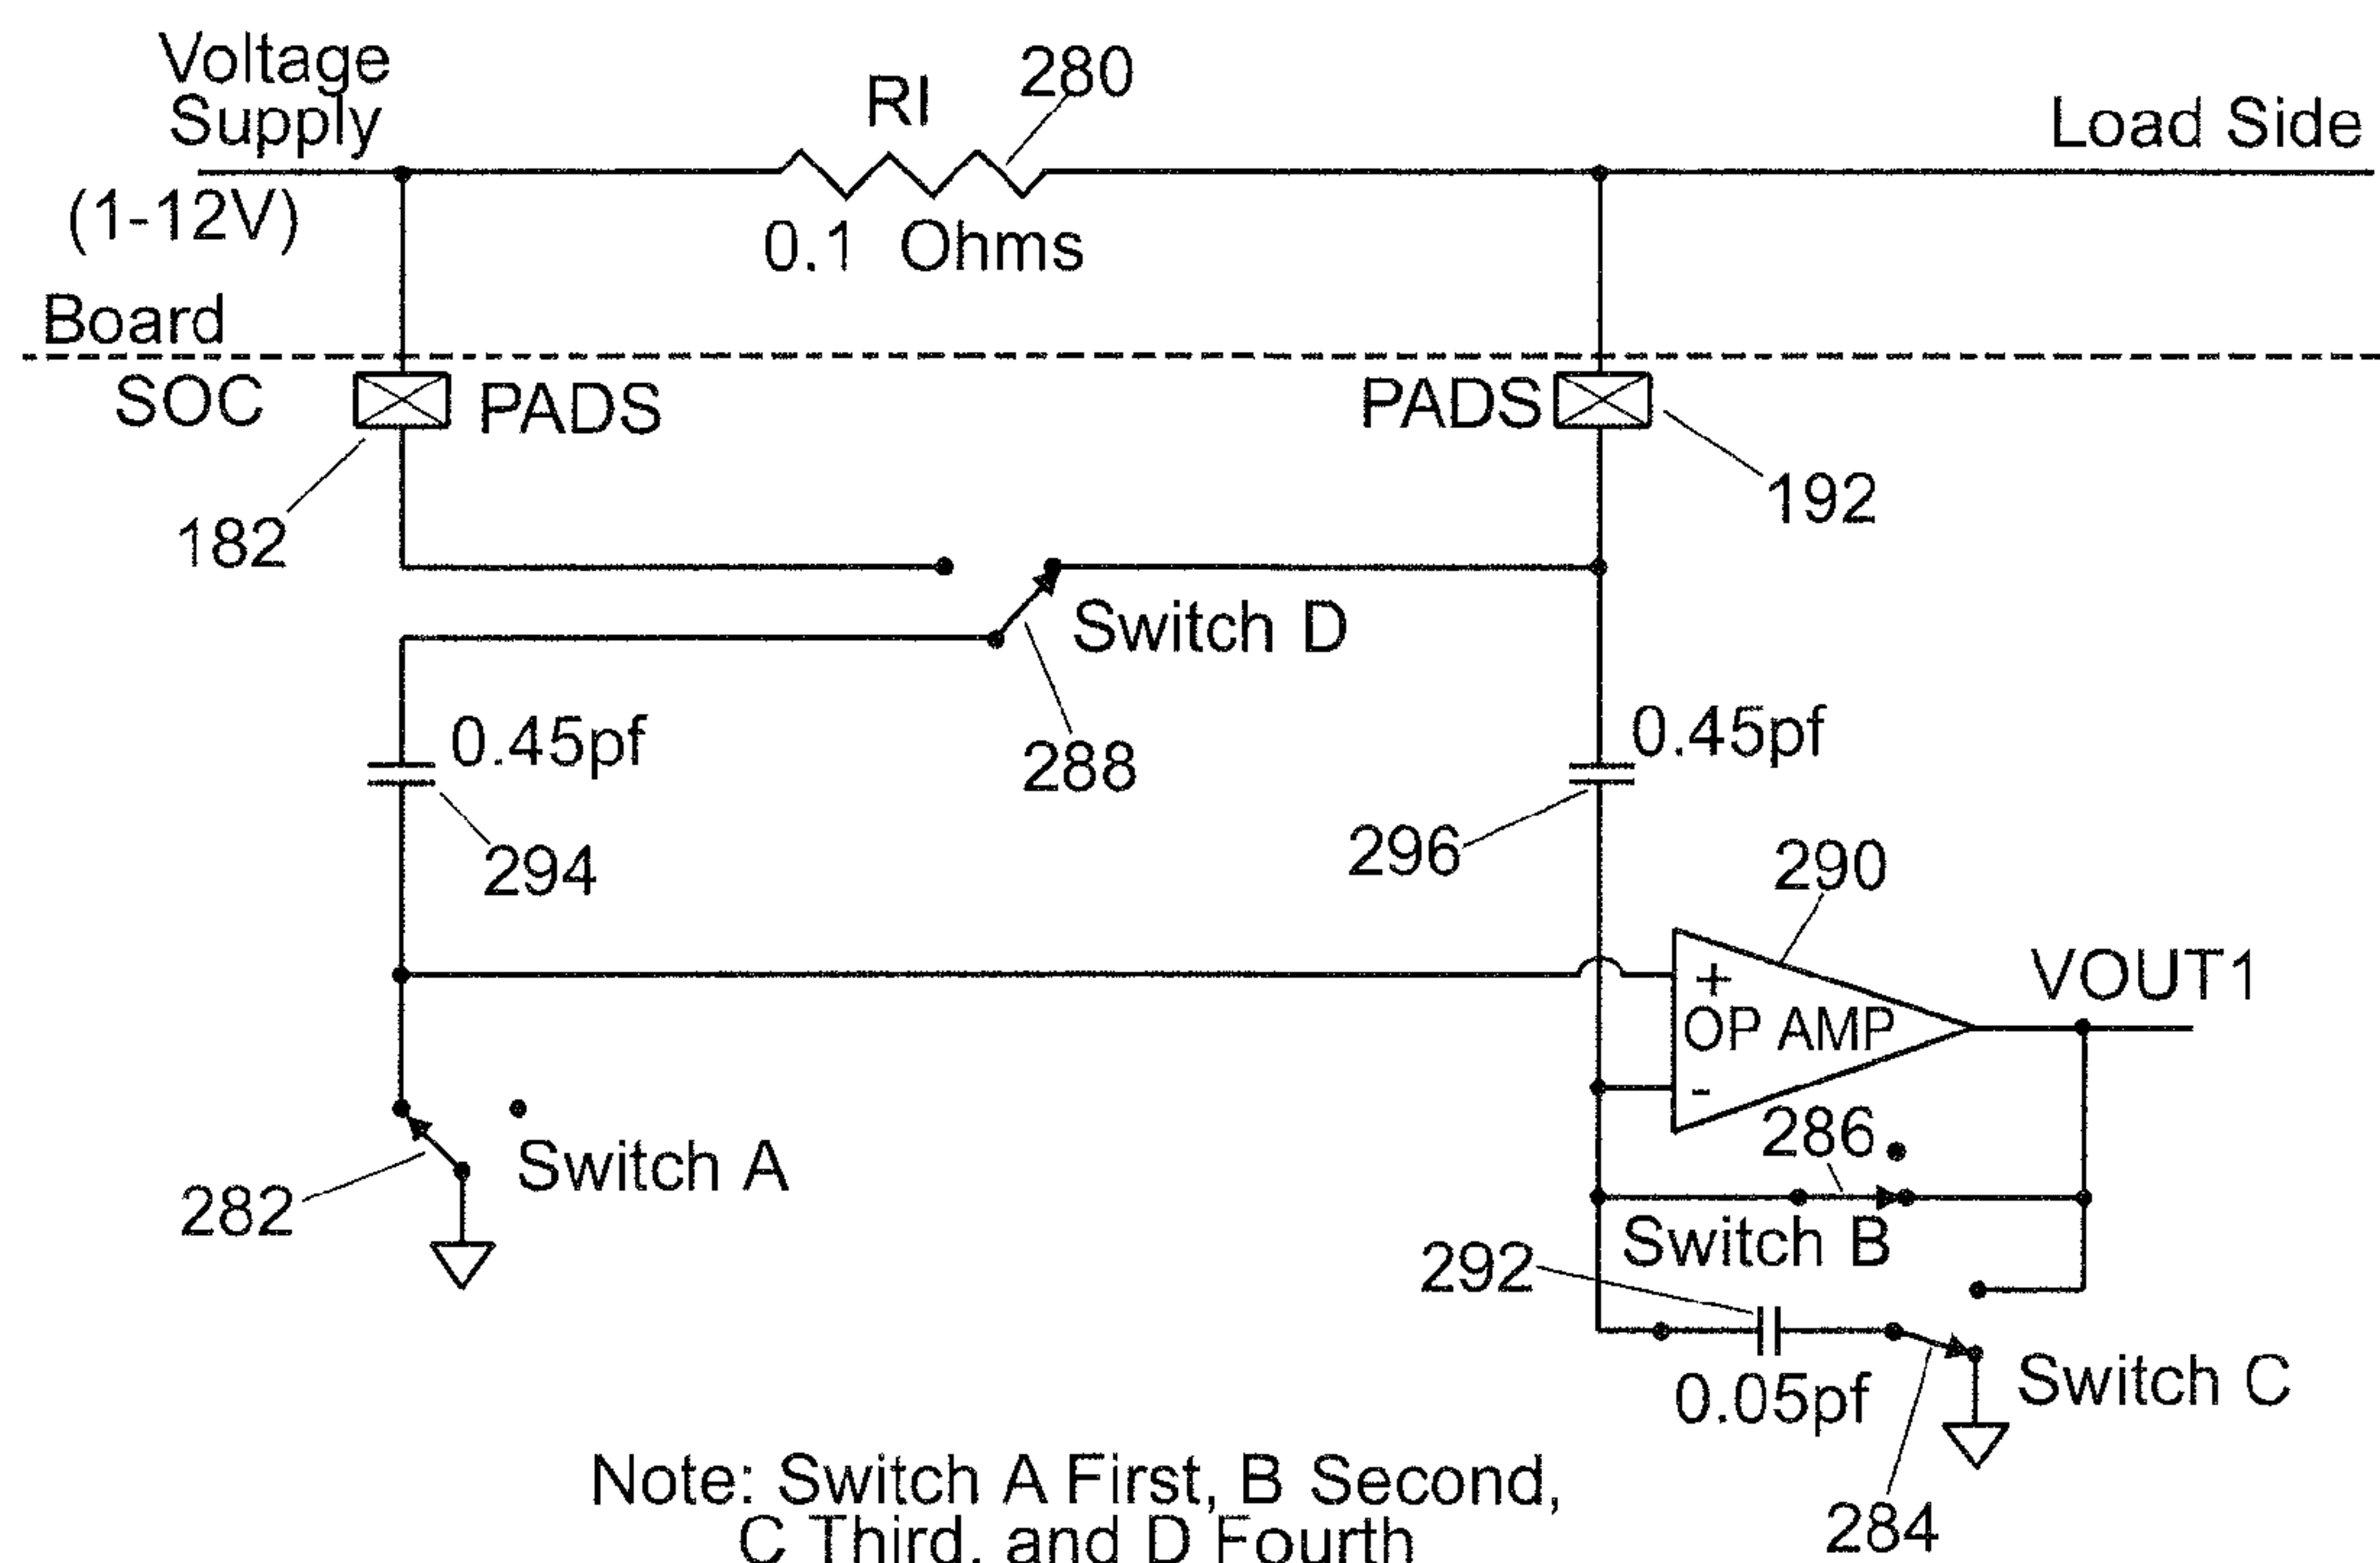 Voltage
Supply
(1-12V)
RI
280
0.1 Ohms
Load Side
Board
SOC
PADS
182
PADS
192
Switch D
288
0.45pf
294
0.45pf
296
290
+
OP AMP
-
VOUT1
Switch A
282
286
Switch B
292
0.05pf
Switch C
284
Note: Switch A First, B Second,
C Third, and D Fourth